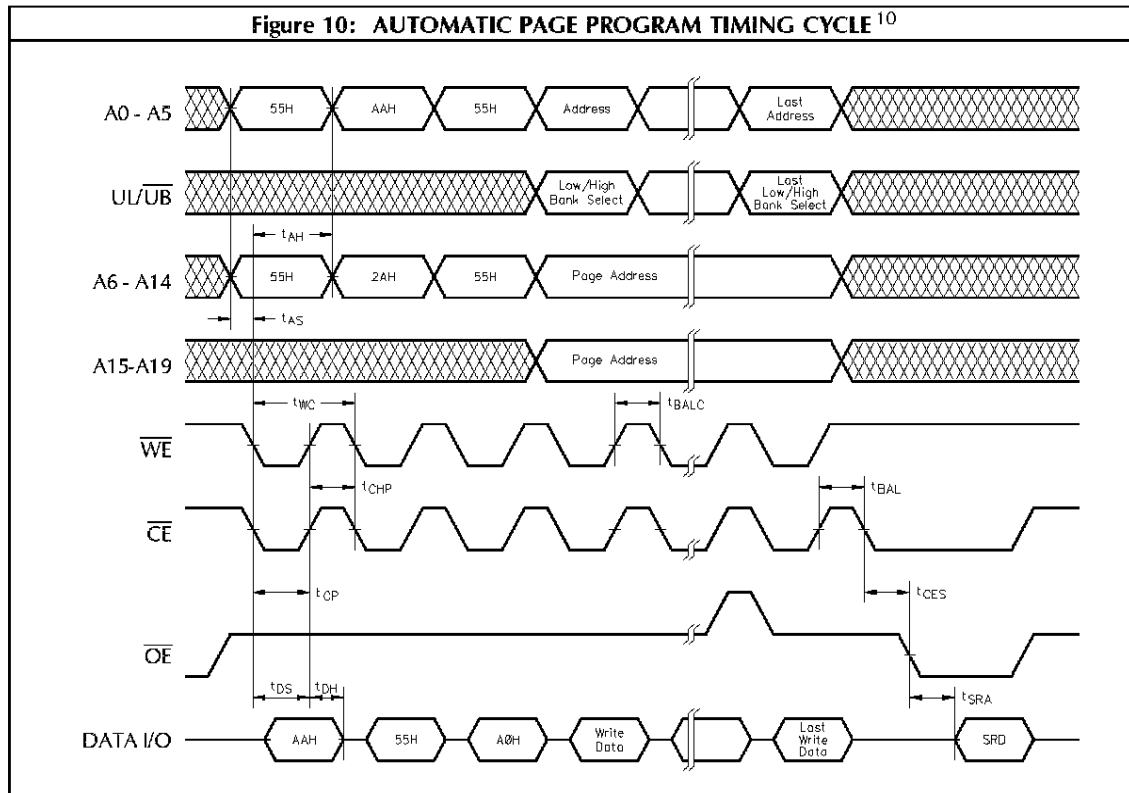 Figure 10: AUTOMATIC PAGE PROGRAM TIMING CYCLE 10
A0 - A5
55H
AAH
55H
Address
Last
Address
UL/UB
Low/High
Bank Select
Last
Low/High
Bank Select
tAH
A6 - A14
55H
2AH
55H
Page Address
tAS
A15-A19
Page Address
tWC
tBALC
WE
tCHP
tBAL
CE
tCP
tCES
OE
tDS
tDH
tSRA
DATA I/O
AAH
55H
A0H
Write
Data
Last
Write
Data
SRD